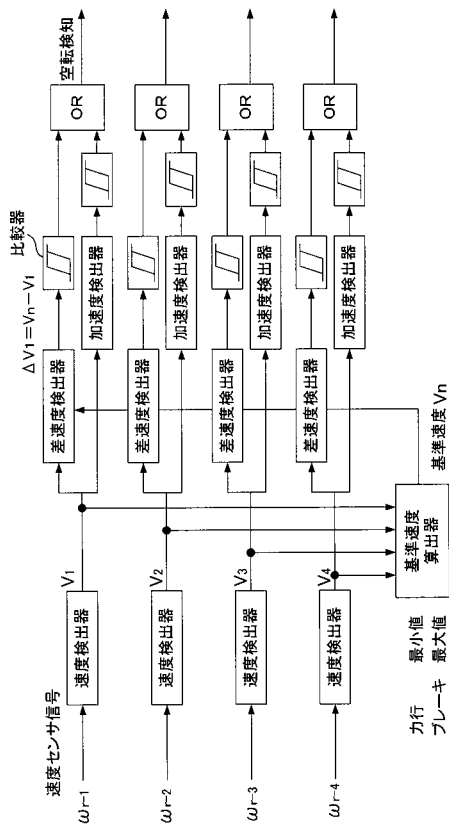 速度センサ信号
ωr-1
速度検出器
V1
差速度検出器
ΔV1=Vn−V1
比較器
加速度検出器
OR
空転検知
ωr-2
速度検出器
V2
差速度検出器
加速度検出器
OR
ωr-3
速度検出器
V3
差速度検出器
加速度検出器
OR
ωr-4
速度検出器
V4
差速度検出器
加速度検出器
OR
力行 最小値
ブレーキ 最大値
基準速度
算出器
基準速度 Vn